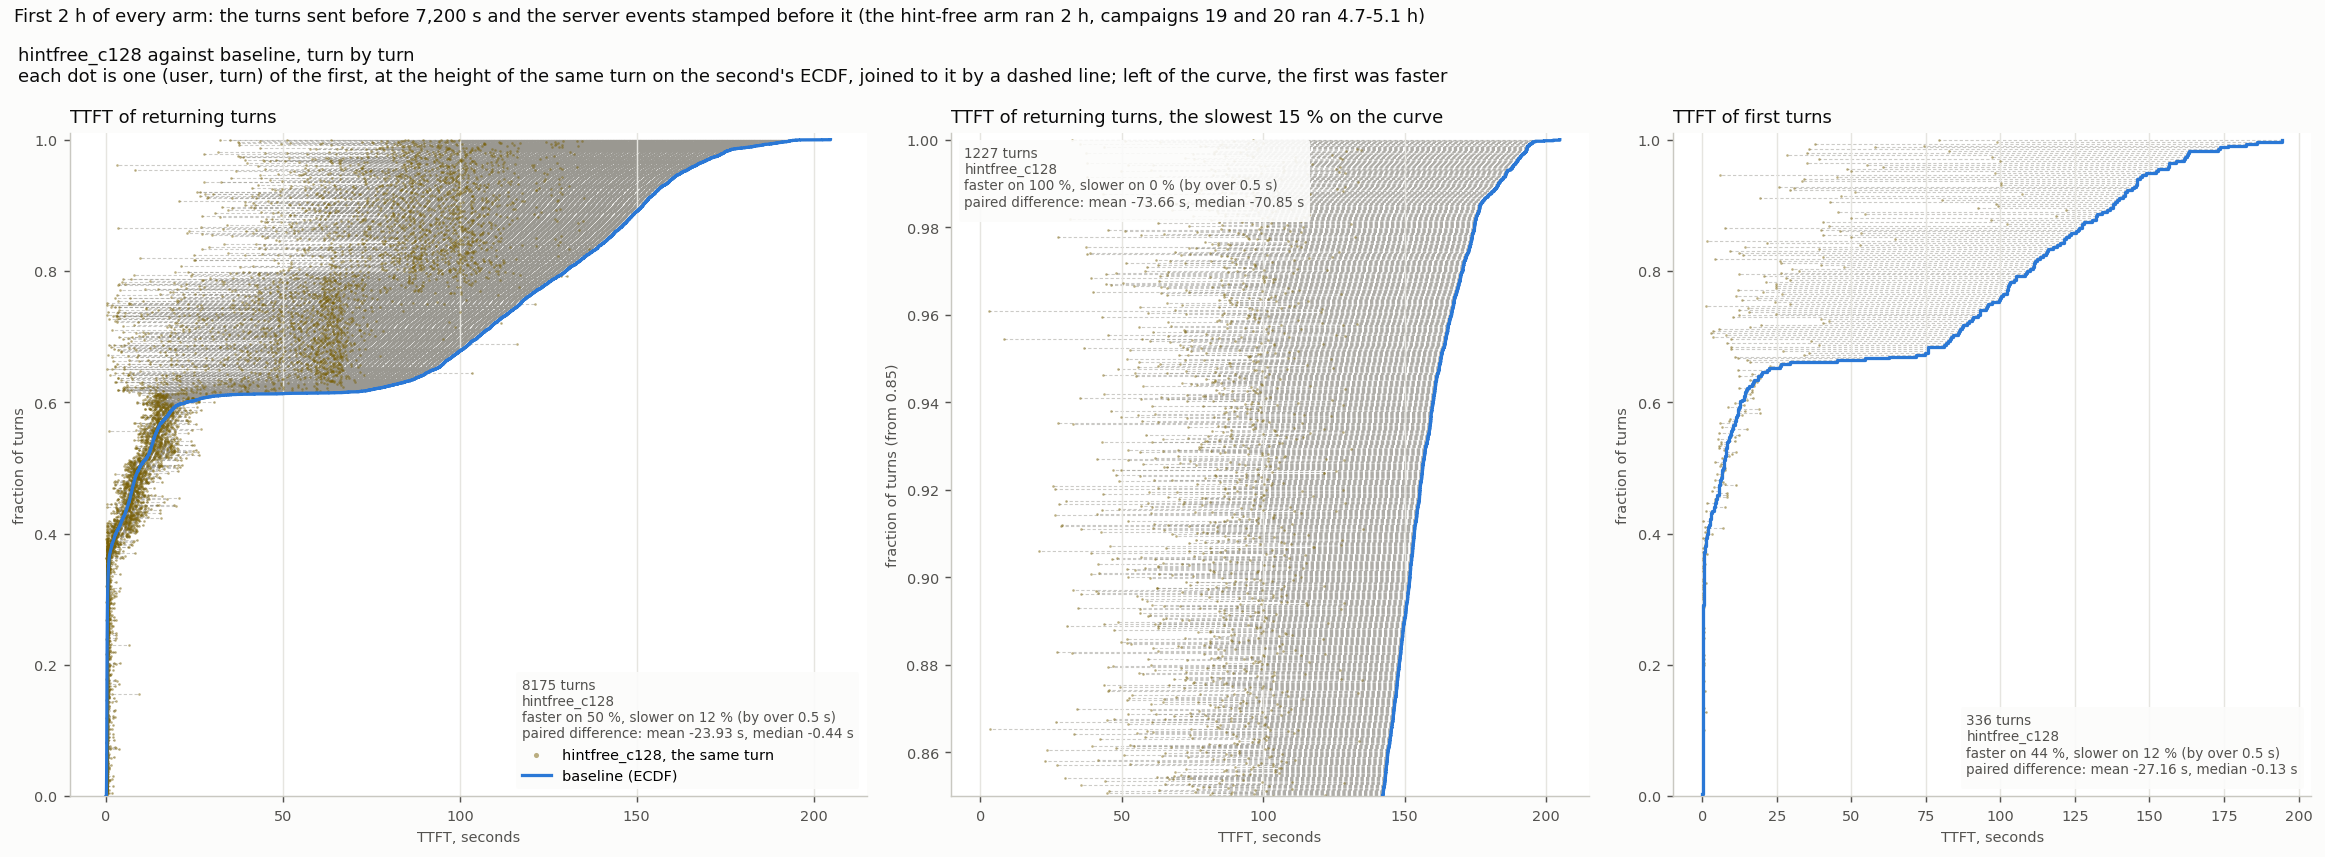 First 2 h of every arm: the turns sent before 7,200 s and the server events stamped before it (the hint-free arm ran 2 h, campaigns 19 and 20 ran 4.7-5.1 h)
hintfree_c128 against baseline, turn by turn
each dot is one (user, turn) of the first, at the height of the same turn on the second's ECDF, joined to it by a dashed line; left of the curve, the first was faster
TTFT of returning turns
fraction of turns
1.0
0.8
0.6
0.4
0.2
0.0
8175 turns
hintfree_c128
faster on 50 %, slower on 12 % (by over 0.5 s)
paired difference: mean -23.93 s, median -0.44 s
hintfree_c128, the same turn
baseline (ECDF)
0
50
100
150
200
TTFT, seconds
TTFT of returning turns, the slowest 15 % on the curve
fraction of turns (from 0.85)
1.00
0.98
0.96
0.94
0.92
0.90
0.88
0.86
1227 turns
hintfree_c128
faster on 100 %, slower on 0 % (by over 0.5 s)
paired difference: mean -73.66 s, median -70.85 s
0
50
100
150
200
TTFT, seconds
TTFT of first turns
fraction of turns
1.0
0.8
0.6
0.4
0.2
0.0
336 turns
hintfree_c128
faster on 44 %, slower on 12 % (by over 0.5 s)
paired difference: mean -27.16 s, median -0.13 s
0
25
50
75
100
125
150
175
200
TTFT, seconds